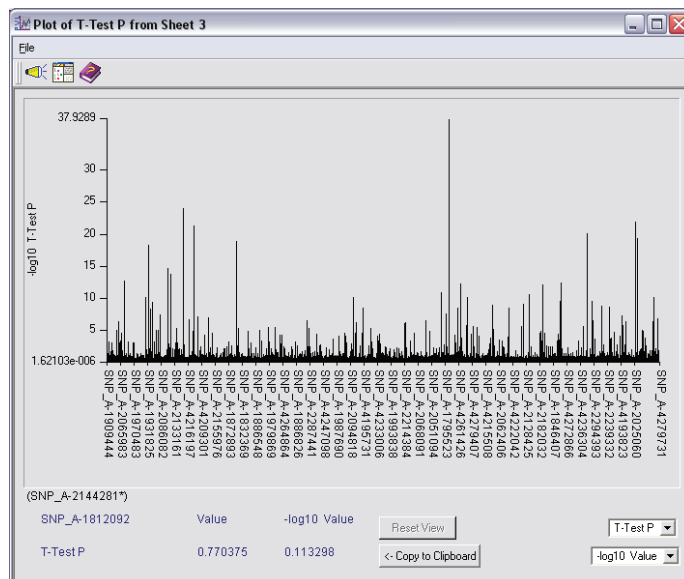 Plot of T-Test P from Sheet 3
File
37.9289
30
25
20
15
10
5
1.62103e-006
-log10 T-Test P
SNP_A-1909444
SNP_A-2065983
SNP_A-1970483
SNP_A-1931825
SNP_A-2086082
SNP_A-2133161
SNP_A-4216197
SNP_A-4209301
SNP_A-2155976
SNP_A-1872893
SNP_A-1832369
SNP_A-1886548
SNP_A-1979869
SNP_A-4264864
SNP_A-1886826
SNP_A-2287441
SNP_A-4247098
SNP_A-1987690
SNP_A-2094818
SNP_A-4195731
SNP_A-4233006
SNP_A-1993938
SNP_A-2214384
SNP_A-2068091
SNP_A-2051094
SNP_A-1795523
SNP_A-4261428
SNP_A-4279407
SNP_A-4215508
SNP_A-2062406
SNP_A-4222042
SNP_A-2128425
SNP_A-2182032
SNP_A-1846407
SNP_A-4272866
SNP_A-4236304
SNP_A-2294393
SNP_A-2239332
SNP_A-4193823
SNP_A-2025060
SNP_A-4279731
(SNP_A-2144281*)
SNP_A-1812092 Value -log10 Value Reset View T-Test P
T-Test P 0.770375 0.113298 <- Copy to Clipboard -log10 Value